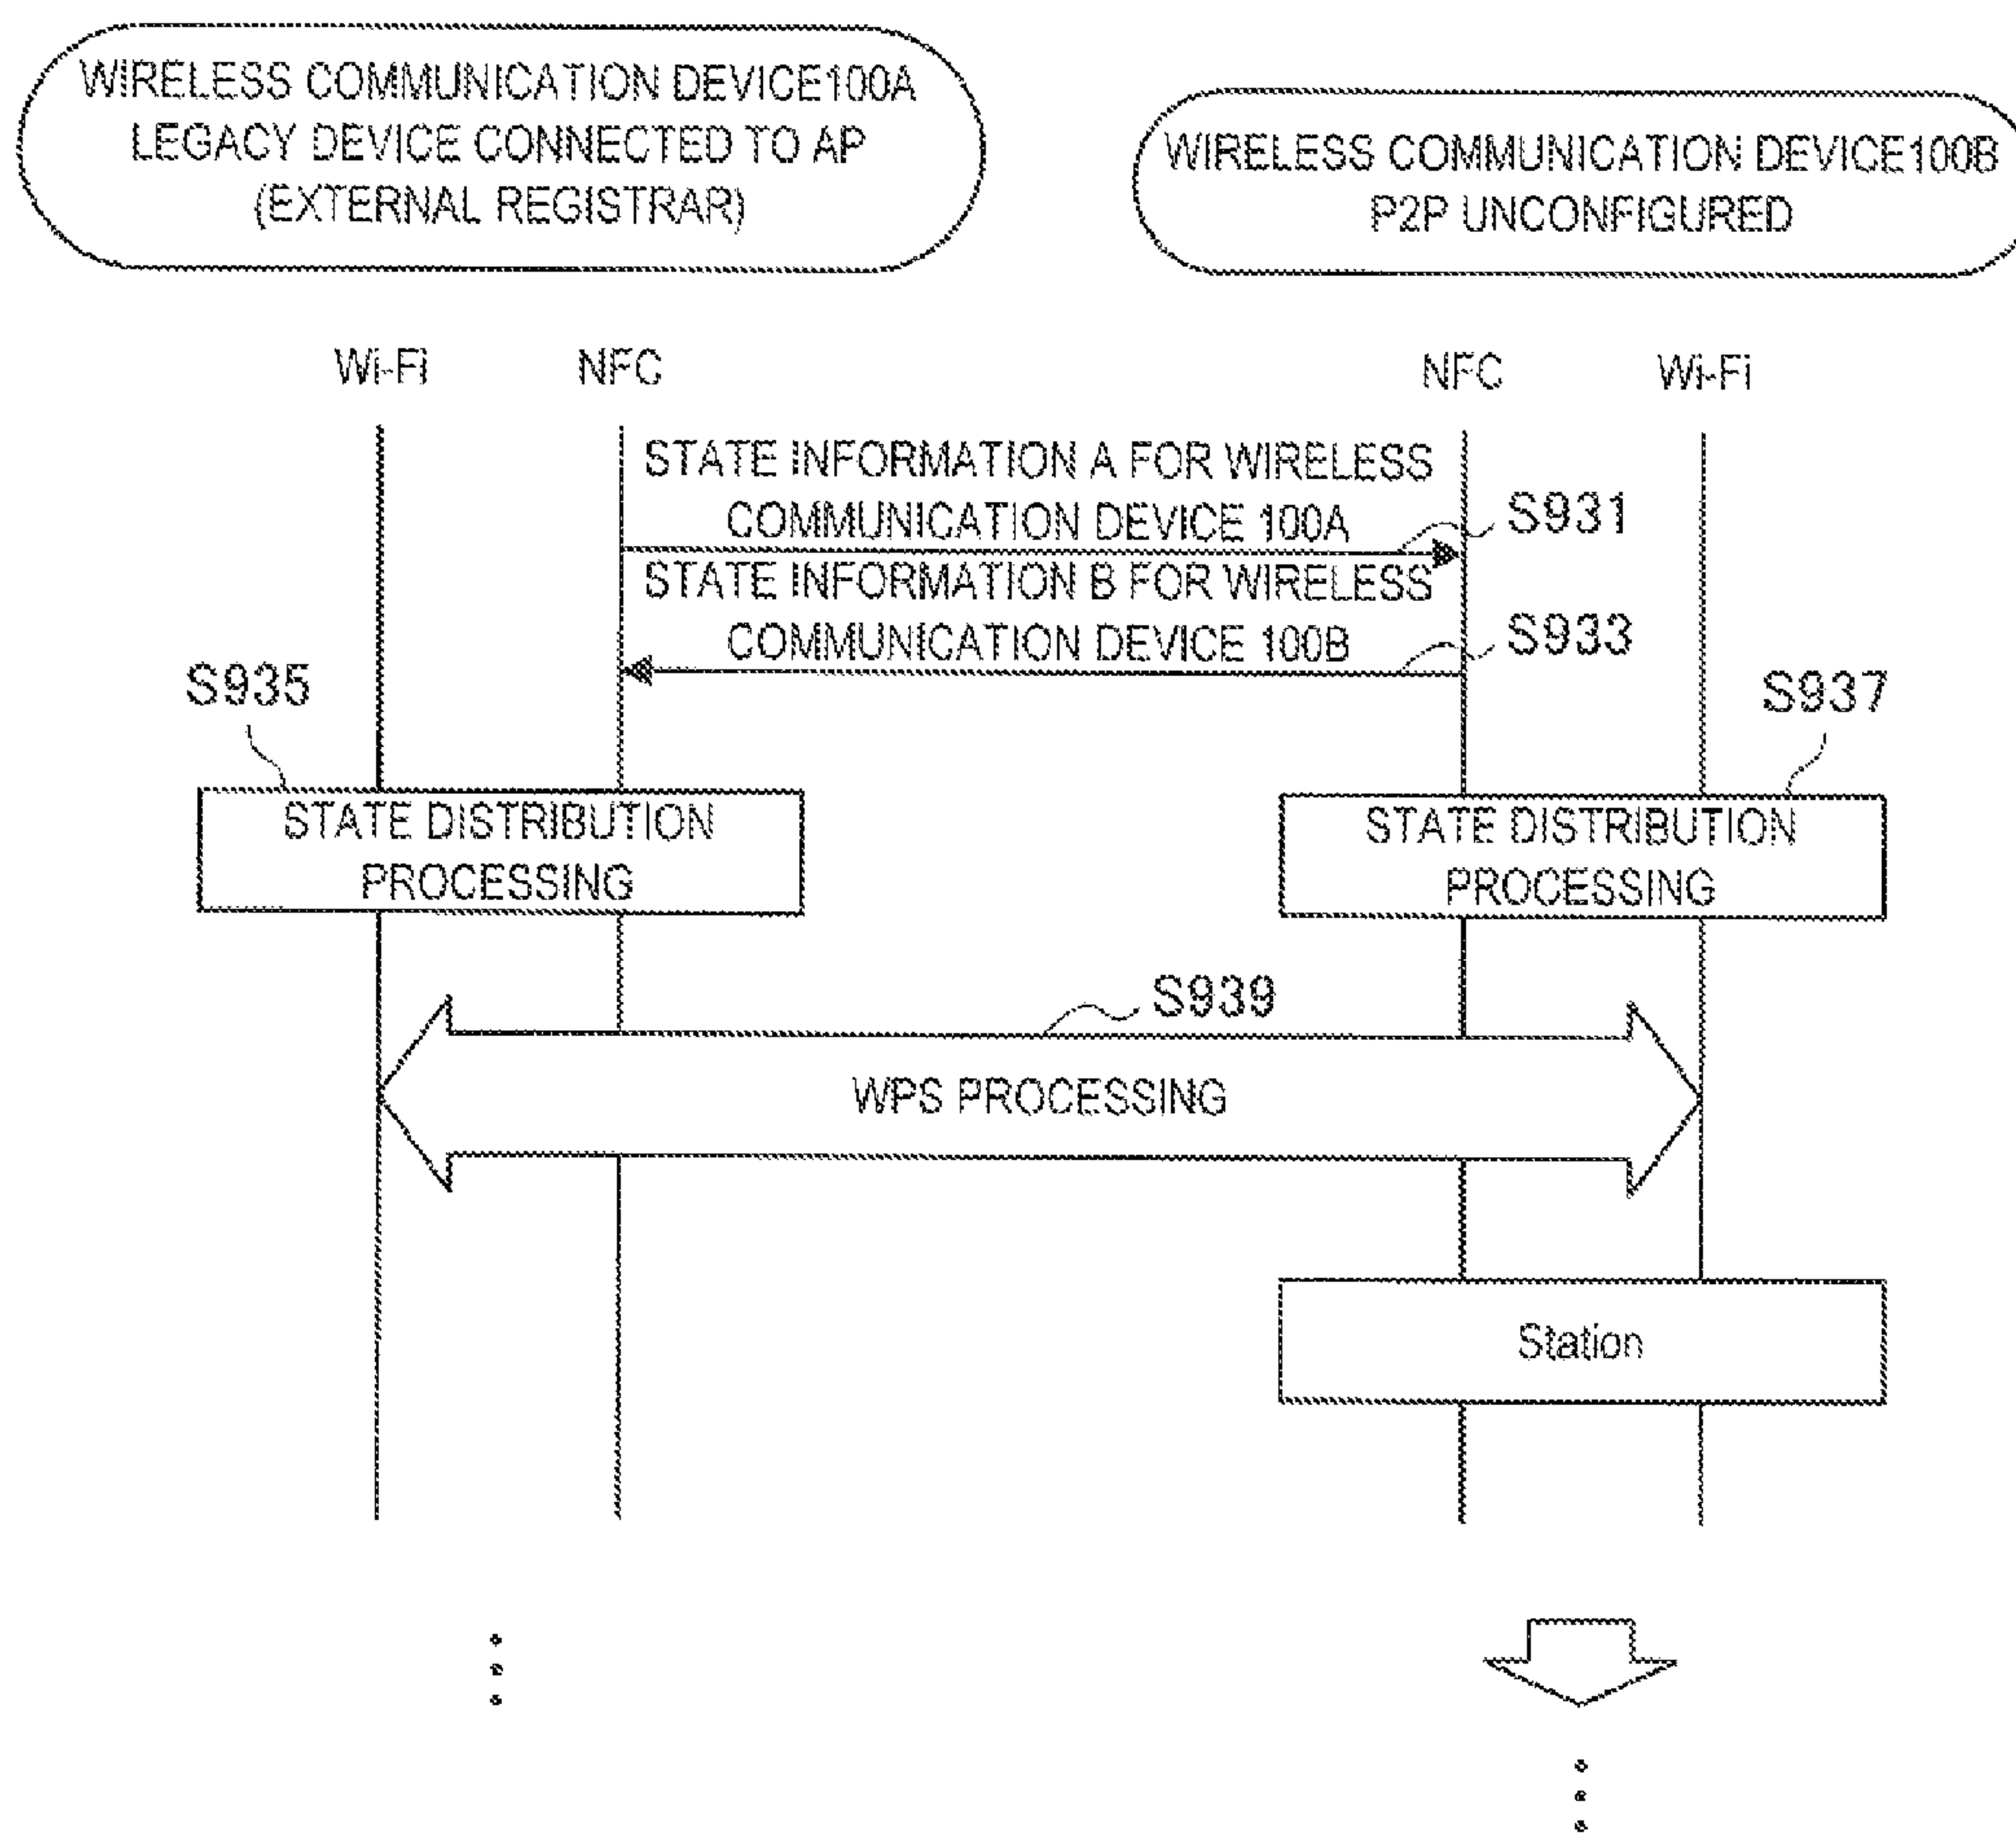 WIRELESS COMMUNICATION DEVICE100A
LEGACY DEVICE CONNECTED TO AP
(EXTERNAL REGISTRAR)
WIRELESS COMMUNICATION DEVICE100B
P2P UNCONFIGURED
Wi-Fi
NFC
NFC
Wi-Fi
STATE INFORMATION A FOR WIRELESS
COMMUNICATION DEVICE 100A
S931
STATE INFORMATION B FOR WIRELESS
COMMUNICATION DEVICE 100B
S933
S935
S937
STATE DISTRIBUTION
PROCESSING
STATE DISTRIBUTION
PROCESSING
S939
WPS PROCESSING
Station